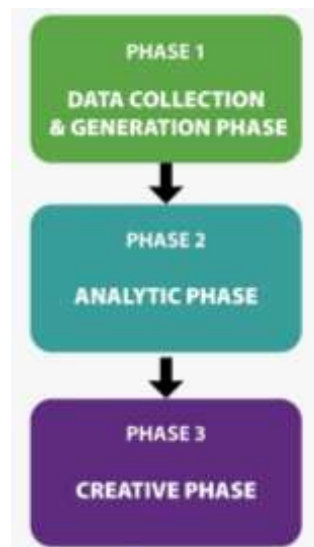 PHASE 1
DATA COLLECTION
& GENERATION PHASE
PHASE 2
ANALYTIC PHASE
PHASE 3
CREATIVE PHASE